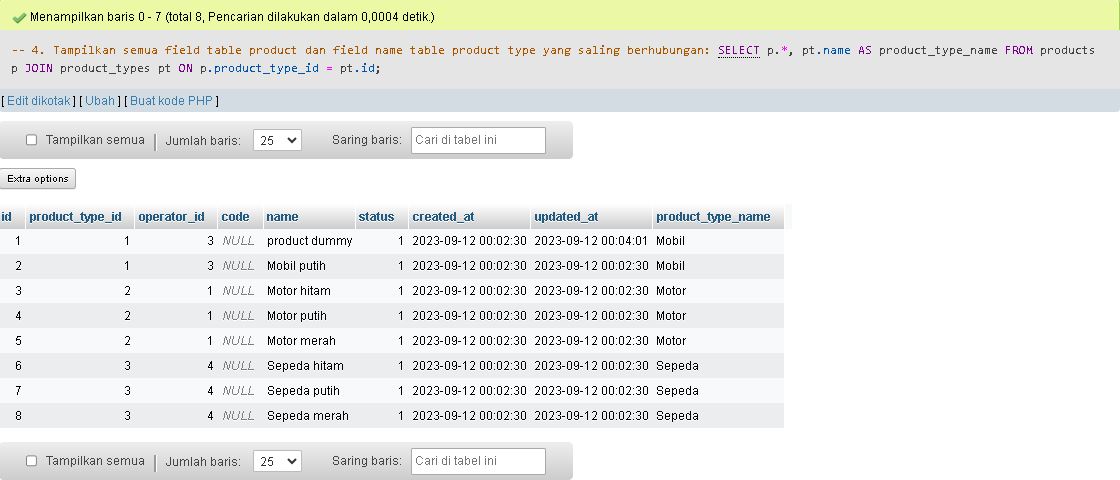 Menampilkan baris 0 - 7 (total 8, Pencarian dilakukan dalam 0,0004 detik.)
-- 4. Tampilkan semua field table product dan field name table product type yang saling berhubungan: SELECT p.*, pt.name AS product_type_name FROM products
p JOIN product_types pt ON p.product_type_id = pt.id;
[ Edit dikotak ] [ Ubah ] [ Buat kode PHP ]
Tampilkan semua | Jumlah baris: 25 Saring baris: Cari di tabel ini
Extra options
id product_type_id operator_id code name status created_at updated_at product_type_name
1 1 3 NULL product dummy 1 2023-09-12 00:02:30 2023-09-12 00:04:01 Mobil
2 1 3 NULL Mobil putih 1 2023-09-12 00:02:30 2023-09-12 00:02:30 Mobil
3 2 1 NULL Motor hitam 1 2023-09-12 00:02:30 2023-09-12 00:02:30 Motor
4 2 1 NULL Motor putih 1 2023-09-12 00:02:30 2023-09-12 00:02:30 Motor
5 2 1 NULL Motor merah 1 2023-09-12 00:02:30 2023-09-12 00:02:30 Motor
6 3 4 NULL Sepeda hitam 1 2023-09-12 00:02:30 2023-09-12 00:02:30 Sepeda
7 3 4 NULL Sepeda putih 1 2023-09-12 00:02:30 2023-09-12 00:02:30 Sepeda
8 3 4 NULL Sepeda merah 1 2023-09-12 00:02:30 2023-09-12 00:02:30 Sepeda
Tampilkan semua | Jumlah baris: 25 Saring baris: Cari di tabel ini